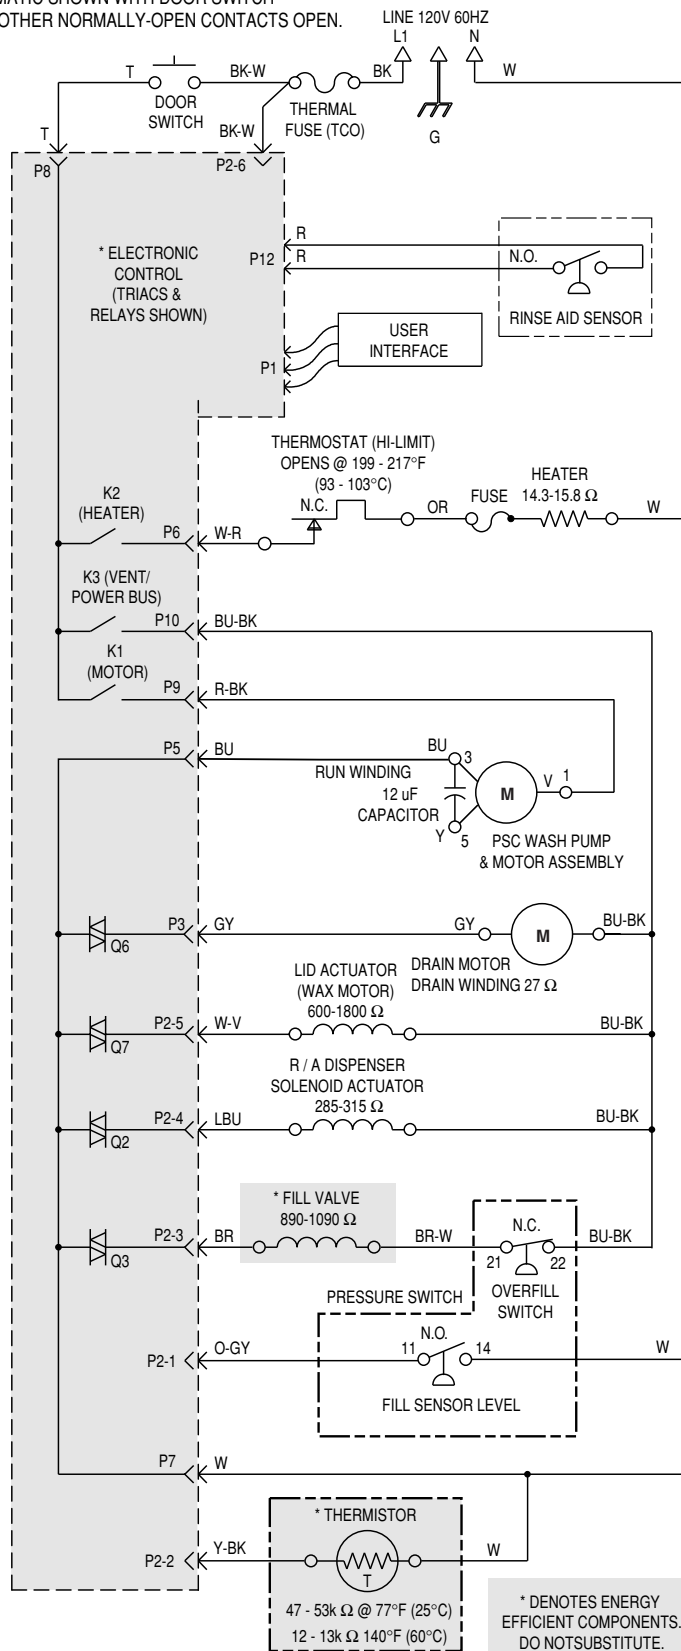 OTHER NORMALLY-OPEN CONTACTS OPEN.
LINE 120V 60HZ
L1
N
T
BK-W
BK
W
DOOR
SWITCH
THERMAL
FUSE (TCO)
G
T
BK-W
P8
P2-6
* ELECTRONIC
CONTROL
(TRIACS &
RELAYS SHOWN)
P12
R
R
N.O.
RINSE AID SENSOR
USER
INTERFACE
P1
THERMOSTAT (HI-LIMIT)
OPENS @ 199 - 217°F
(93 - 103°C)
N.C.
OR
FUSE
HEATER
14.3-15.8 Ω
W
K2
(HEATER)
P6
W-R
K3 (VENT/
POWER BUS)
P10
BU-BK
K1
(MOTOR)
P9
R-BK
P5
BU
BU
3
RUN WINDING
12 uF
CAPACITOR
Y
5
M
V
1
PSC WASH PUMP
& MOTOR ASSEMBLY
Q6
P3
GY
GY
M
BU-BK
DRAIN MOTOR
DRAIN WINDING 27 Ω
LID ACTUATOR
(WAX MOTOR)
600-1800 Ω
Q7
P2-5
W-V
BU-BK
R / A DISPENSER
SOLENOID ACTUATOR
285-315 Ω
Q2
P2-4
LBU
BU-BK
* FILL VALVE
890-1090 Ω
Q3
P2-3
BR
BR-W
N.C.
21
22
BU-BK
OVERFILL
SWITCH
PRESSURE SWITCH
P2-1
O-GY
N.O.
11
14
W
FILL SENSOR LEVEL
P7
W
* THERMISTOR
P2-2
Y-BK
T
W
47 - 53k Ω @ 77°F (25°C)
12 - 13k Ω 140°F (60°C)
* DENOTES ENERGY
EFFICIENT COMPONENTS.
DO NOTSUBSTITUTE.